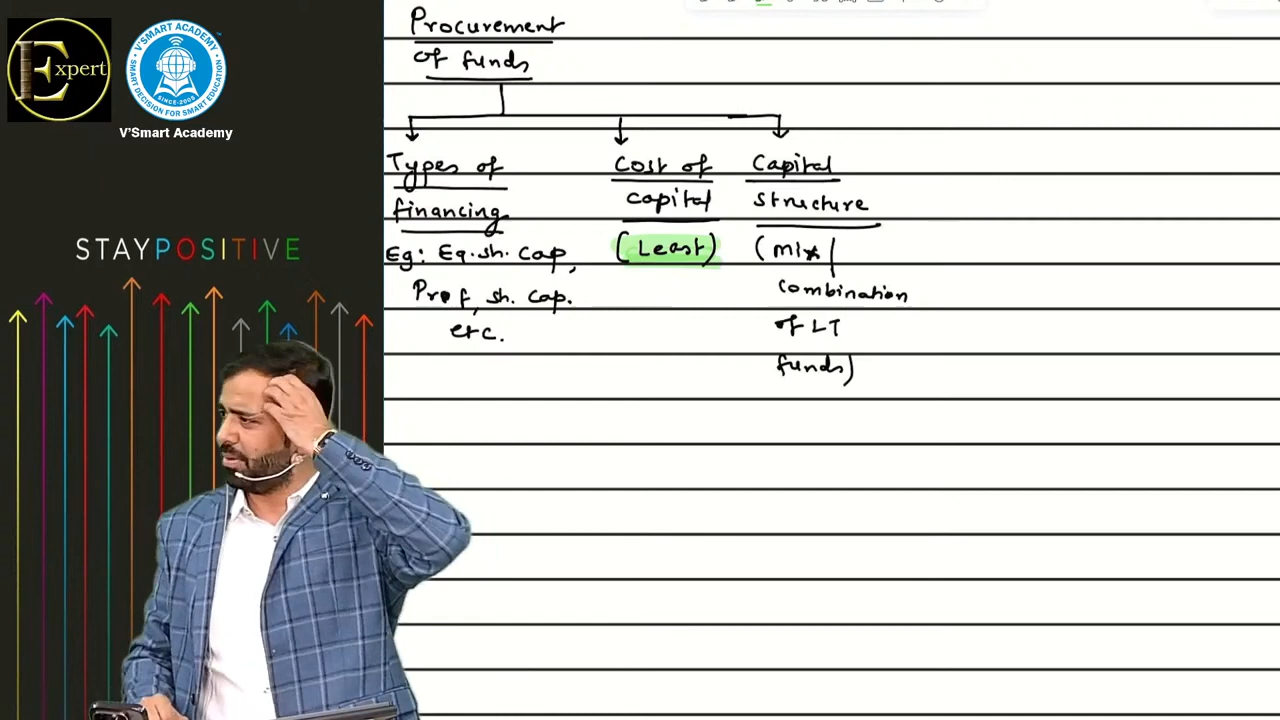 Procurement
of funds
Types of
financing
Eg: Eq. sh. cap,
Pref, sh. cap.
etc.
Cost of
capital
(Least)
Capital
structure
(mix/
combination
of LT
funds)
Expert
V'SMART ACADEMY
SINCE-2005
SMART DECISION FOR SMART EDUCATION
V'Smart Academy
STAYPOSITIVE